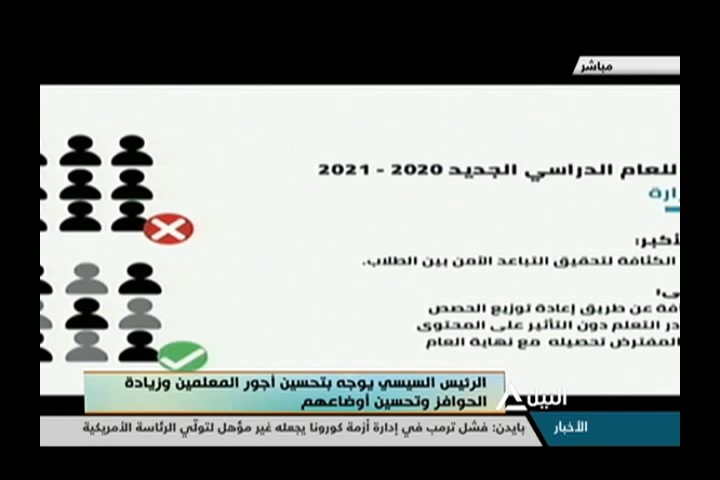 مباشر
للعام الدراسي الجديد 2020 - 2021
الكثافة لتحقيق التباعد الآمن بين الطلاب.
عن طريق إعادة توزيع الحصص
التعلم دون التأثير على المحتوى
المفترض تحصيله مع نهاية العام
الرئيس السيسي يوجه بتحسين أجور المعلمين وزيادة
الحوافز وتحسين أوضاعهم
النيل
الأخبار
بايدن: فشل ترمب في إدارة أزمة كورونا يجعله غير مؤهل لتولّي الرئاسة الأمريكية